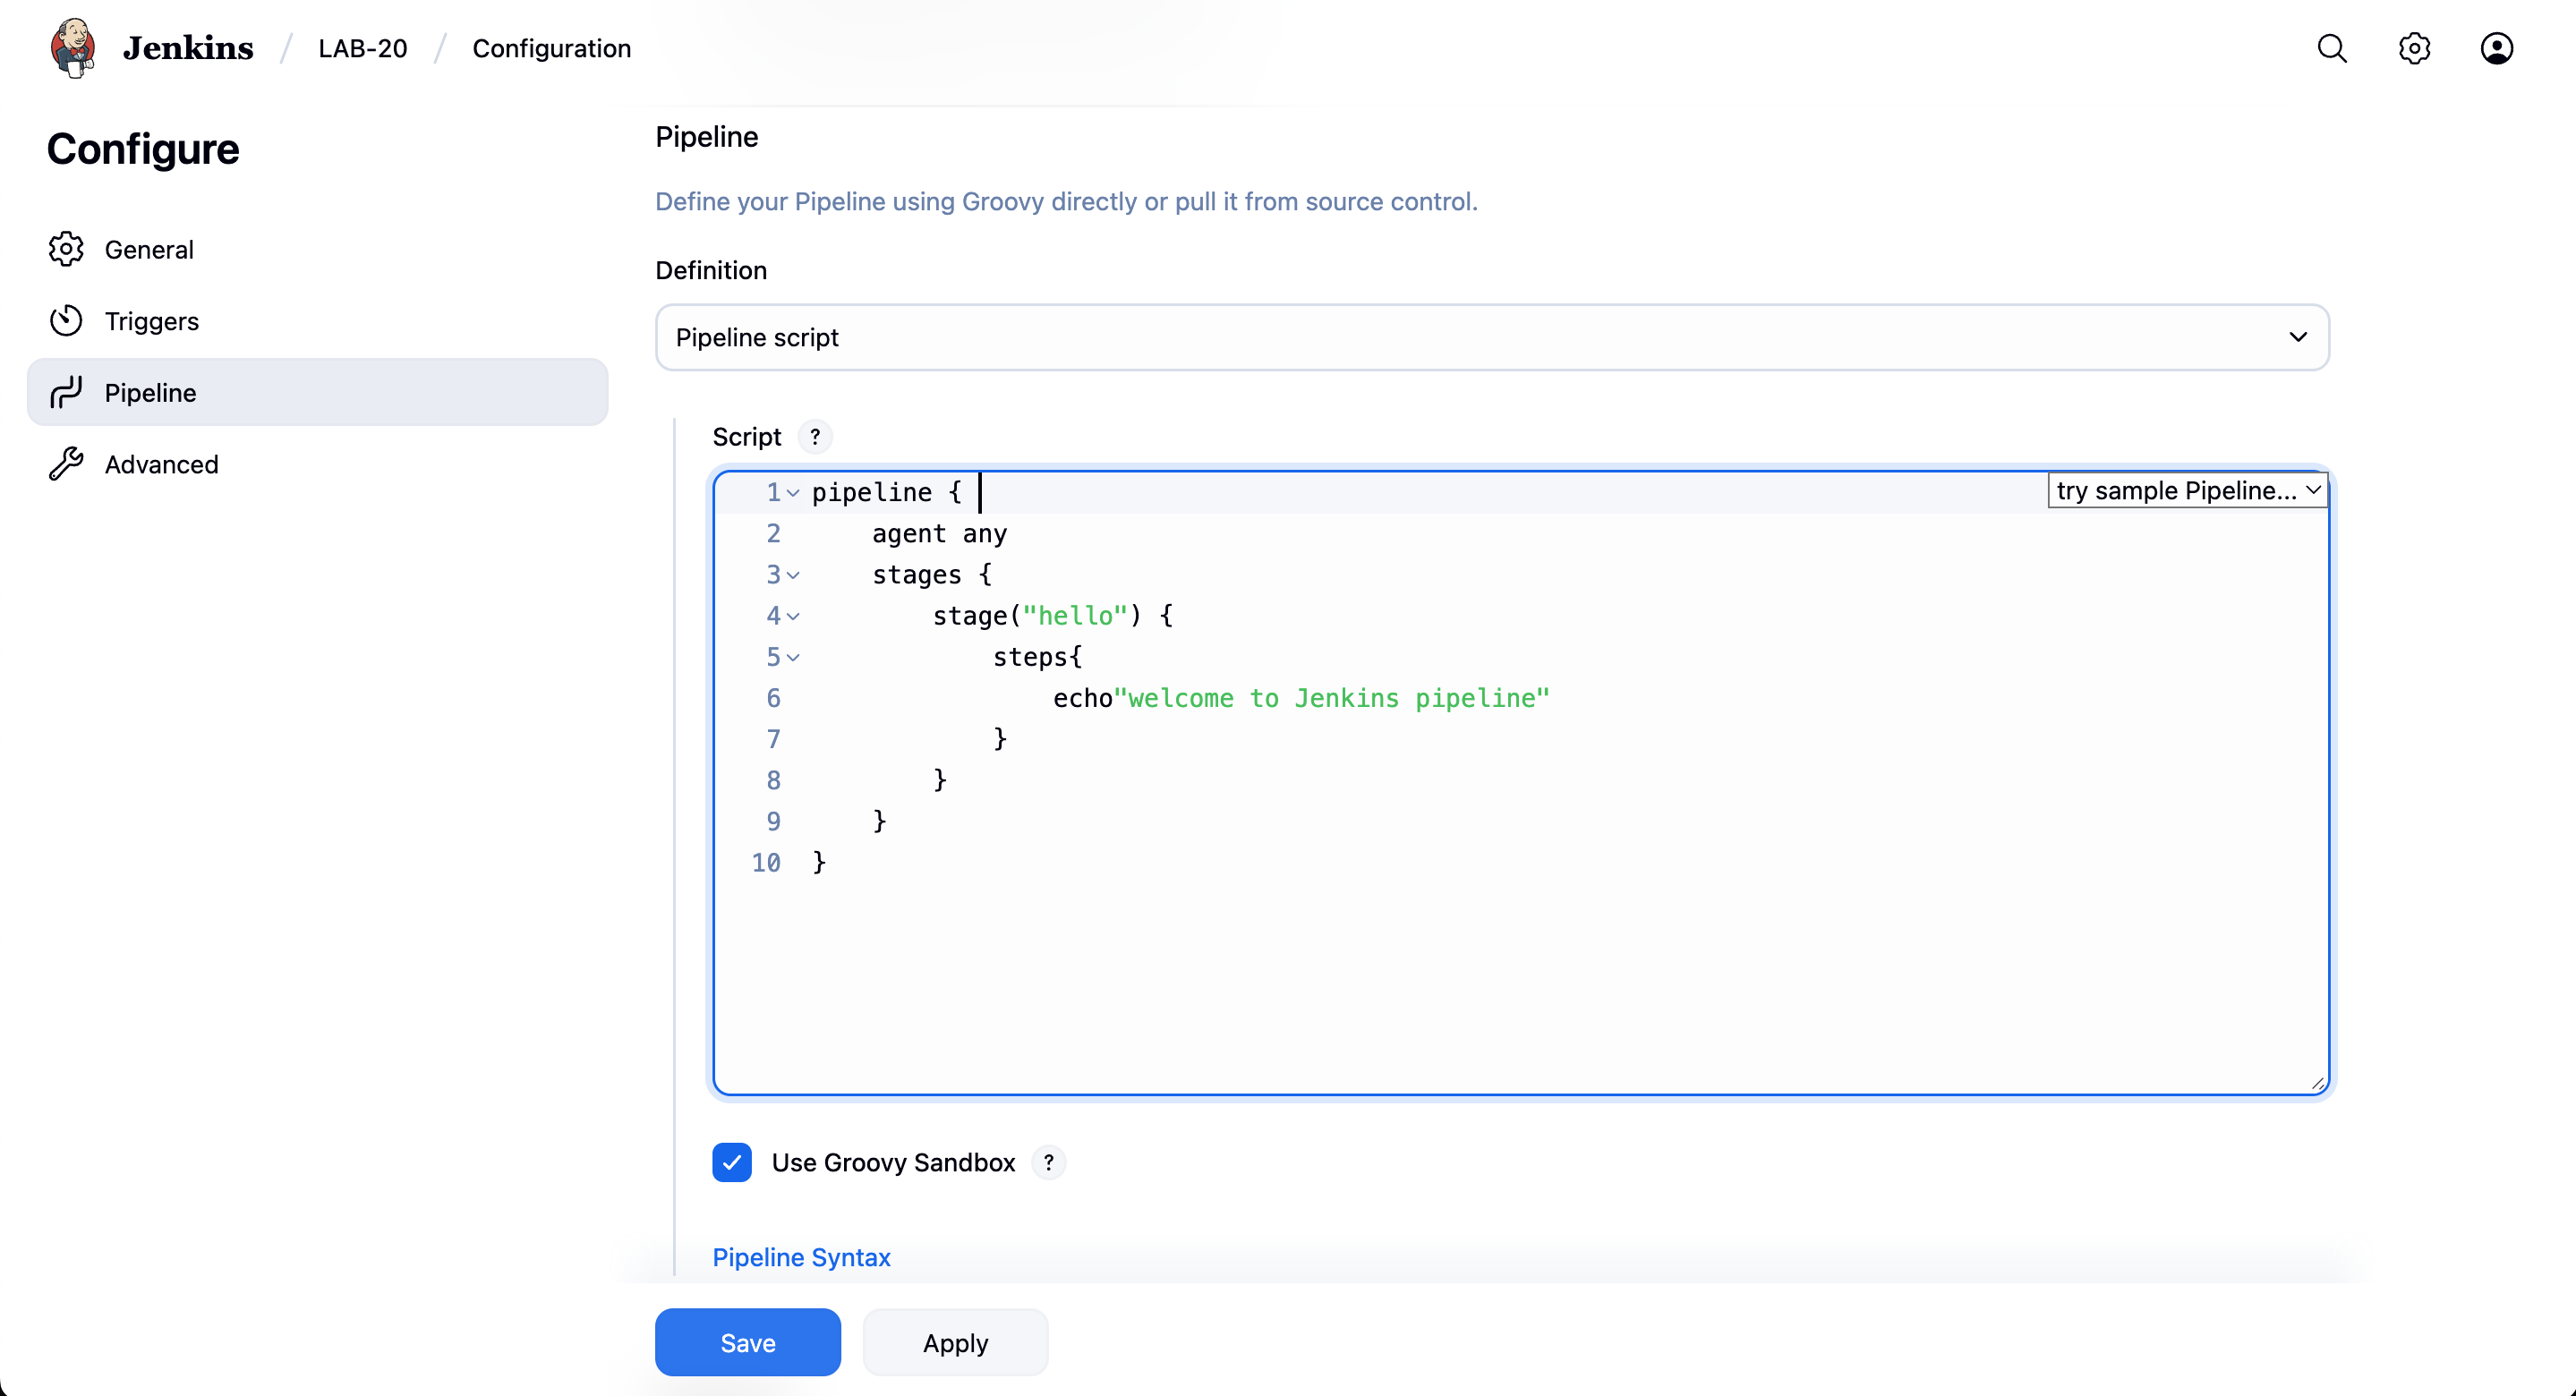 Jenkins / LAB-20 / Configuration
Configure
General
Triggers
Pipeline
Advanced
Pipeline
Define your Pipeline using Groovy directly or pull it from source control.
Definition
Pipeline script
Script ?
try sample Pipeline...
1 pipeline {
2     agent any
3     stages {
4         stage("hello") {
5             steps{
6                 echo"welcome to Jenkins pipeline"
7             }
8         }
9     }
10 }
Use Groovy Sandbox ?
Pipeline Syntax
Save Apply